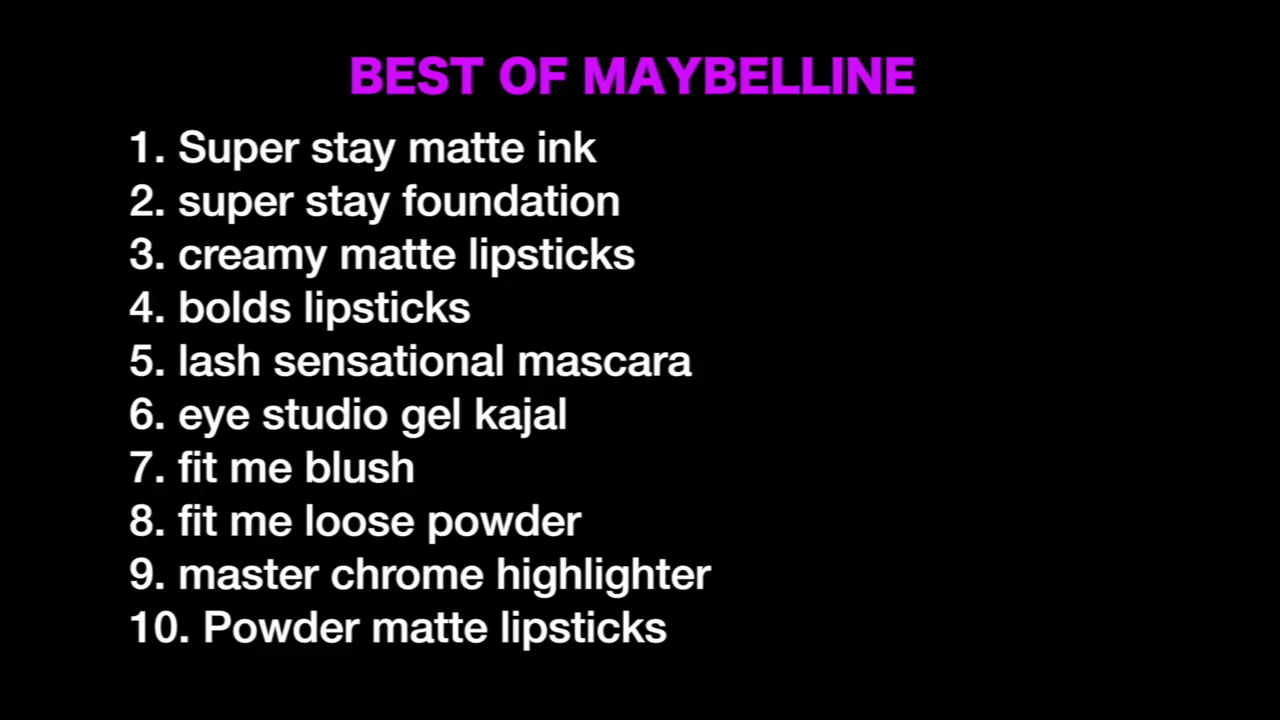 BEST OF MAYBELLINE
1. Super stay matte ink
2. super stay foundation
3. creamy matte lipsticks
4. bolds lipsticks
5. lash sensational mascara
6. eye studio gel kajal
7. fit me blush
8. fit me loose powder
9. master chrome highlighter
10. Powder matte lipsticks